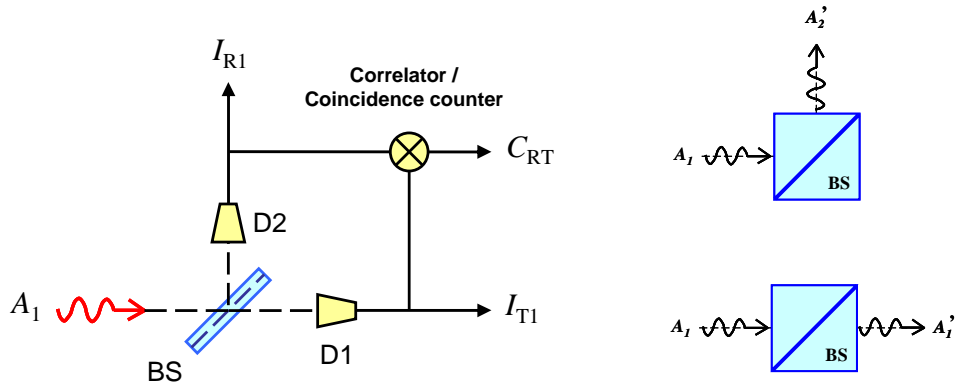 I_R1
Correlator /
Coincidence counter
C_RT
D2
A_1
BS
D1
I_T1
A_2'
A_1
BS
A_1
BS
A_1'